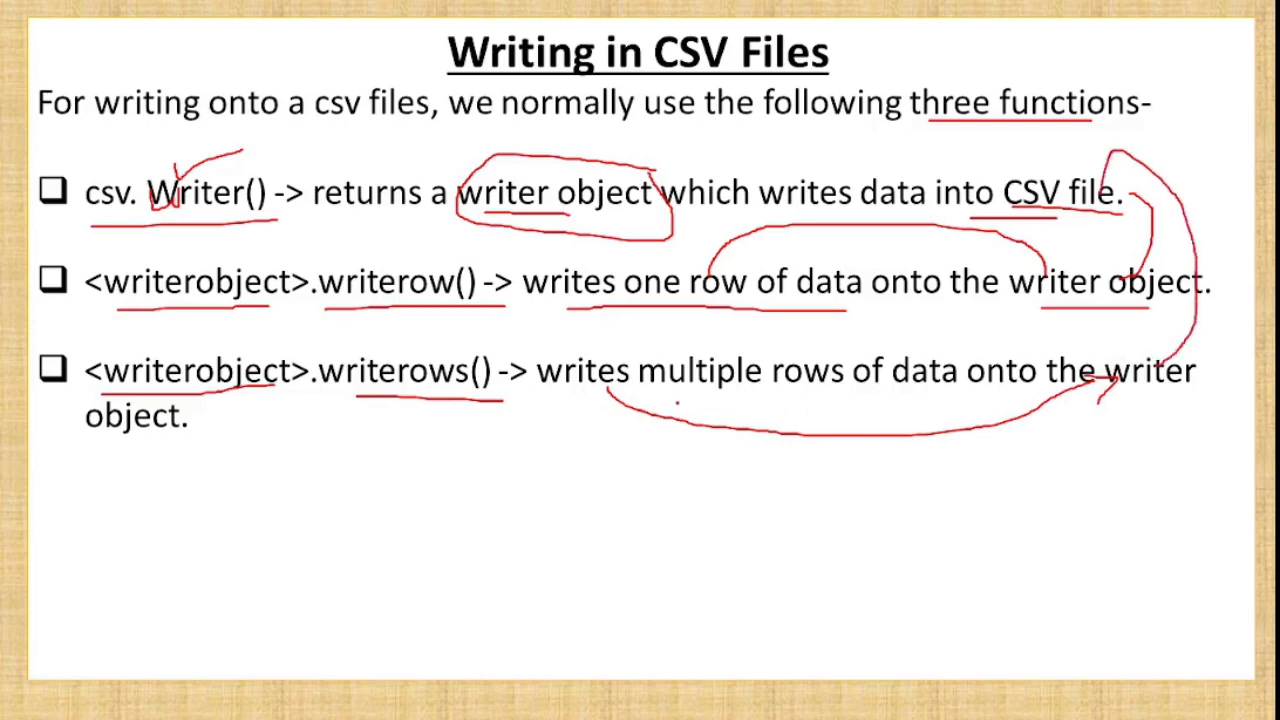 Writing in CSV Files
For writing onto a csv files, we normally use the following three functions-
❑ csv. Writer() -> returns a writer object which writes data into CSV file.
❑ <writerobject>.writerow() -> writes one row of data onto the writer object.
❑ <writerobject>.writerows() -> writes multiple rows of data onto the writer
object.